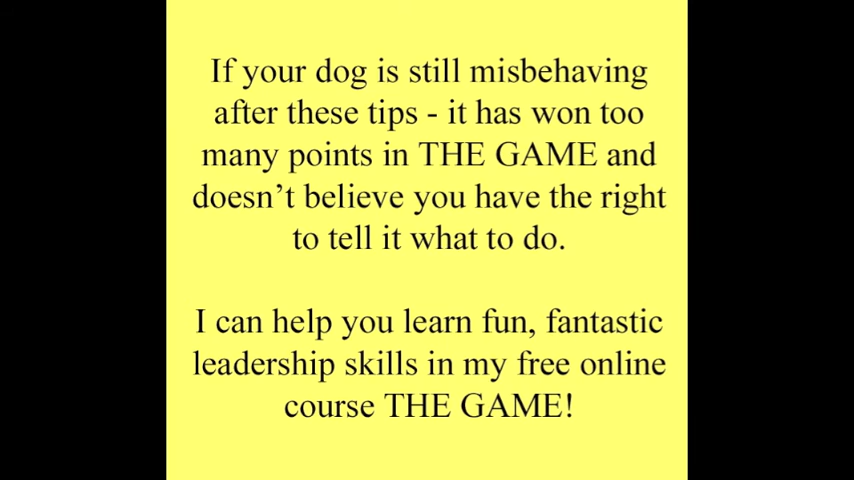 If your dog is still misbehaving
after these tips - it has won too
many points in THE GAME and
doesn’t believe you have the right
to tell it what to do.
I can help you learn fun, fantastic
leadership skills in my free online
course THE GAME!